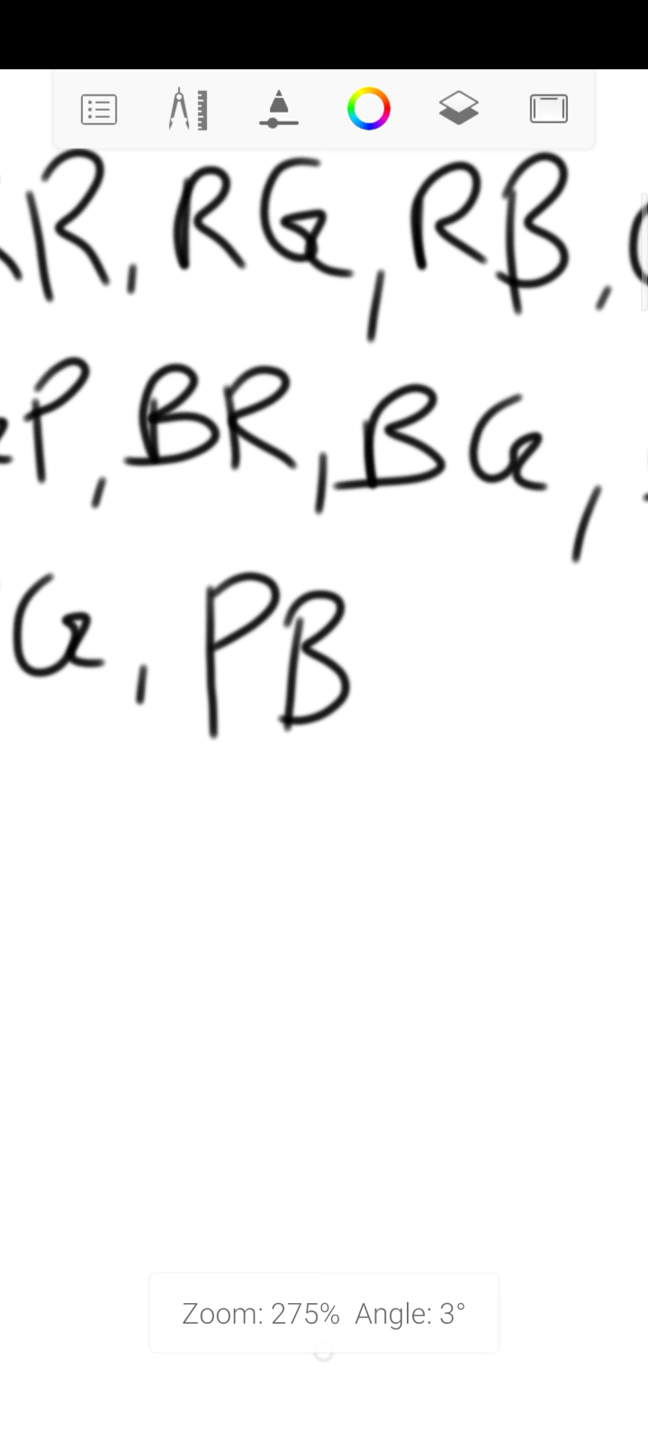 R, RG, RB,
P, BR, BG,
G, PB
Zoom: 275% Angle: 3°